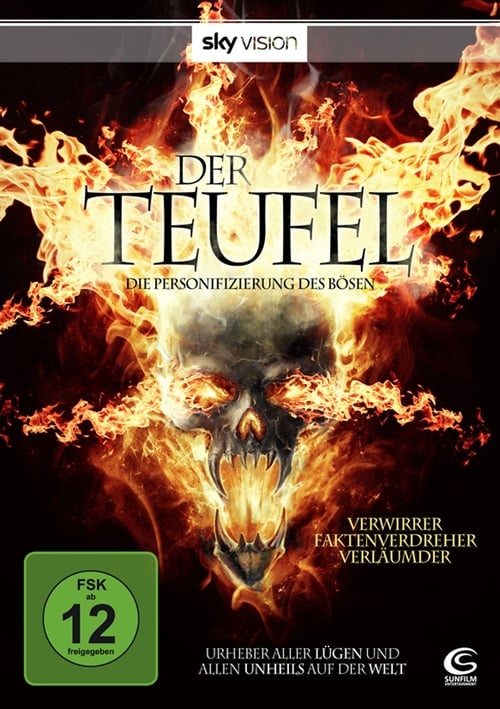 sky VISION
DER
TEUFEL
DIE PERSONIFIZIERUNG DES BÖSEN
VERWIRRER
FAKTENVERDREHER
VERLÄUMDER
FSK
ab
12
freigegeben
URHEBER ALLER LÜGEN UND
ALLEN UNHEILS AUF DER WELT
SUNFILM
ENTERTAINMENT